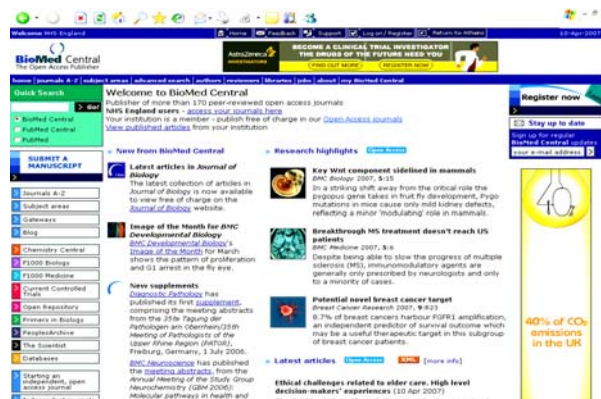 Welcome NHS England
Home
Feedback
Support
Log on / Register
Return to Athens
10-Apr-2007
BioMed Central
The Open Access Publisher
AstraZeneca
INVESTIGATORS
BECOME A CLINICAL TRIAL INVESTIGATOR
THE DRUGS OF THE FUTURE NEED YOU
FIND OUT MORE
REGISTER NOW
home | journals A-Z | subject areas | advanced search | authors | reviewers | libraries | jobs | about | my BioMed Central
Quick Search
Go!
BioMed Central
PubMed Central
PubMed
SUBMIT A
MANUSCRIPT
Journals A-Z
Subject areas
Gateways
Blog
Chemistry Central
F1000 Biology
F1000 Medicine
Current Controlled
Trials
Open Repository
Primers in Biology
PeoplesArchive
The Scientist
Databases
Starting an
independent, open
access journal
Welcome to BioMed Central
Publisher of more than 170 peer-reviewed open access journals
NHS England users - access your journals here
Your institution is a member - publish free of charge in our Open Access journals
View published articles from your institution
New from BioMed Central
Latest articles in Journal of
Biology
The latest collection of articles in
Journal of Biology is now available
to view free of charge on the
Journal of Biology website.
Image of the Month for BMC
Developmental Biology
BMC Developmental Biology's
Image of the Month for March
shows the pattern of proliferation
and G1 arrest in the fly eye.
New supplements
Diagnostic Pathology has
published its first supplement,
comprising the meeting abstracts
from the 35te Tagung der
Pathologen am Oberrhein/35th
Meeting of Pathologists of the
Upper Rhine Region (PATOR),
Freiburg, Germany, 1 July 2006.
BMC Neuroscience has published
the meeting abstracts, from the
Annual Meeting of the Study Group
Neurochemistry (GBM 2006):
Molecular pathways in health and
Research highlights
Open Access
Key Wnt component sidelined in mammals
BMC Biology 2007, 5:15
In a striking shift away from the critical role the
pygopus gene takes in fruit fly development, Pygo
mutations in mice cause only mild kidney defects,
reflecting a minor 'modulating' role in mammals.
Breakthrough MS treatment doesn't reach US
patients
BMC Medicine 2007, 5:6
Despite being able to slow the progress of multiple
sclerosis (MS), immunomodulatory agents are
generally only prescribed by neurologists and only
to a minority of cases.
Potential novel breast cancer target
Breast Cancer Research 2007, 9:R23
8.7% of breast cancers harbour FGFR1 amplification,
an independent predictor of survival outcome which
may be a useful therapeutic target in this subgroup
of breast cancer patients.
Latest articles
Open Access
XML
[more info]
Ethical challenges related to elder care. High level
decision-makers' experiences (10 Apr 2007)
Register now
Stay up to date
Sign up for regular
BioMed Central updates
your e-mail address
40%
40% of CO2
emissions
in the UK